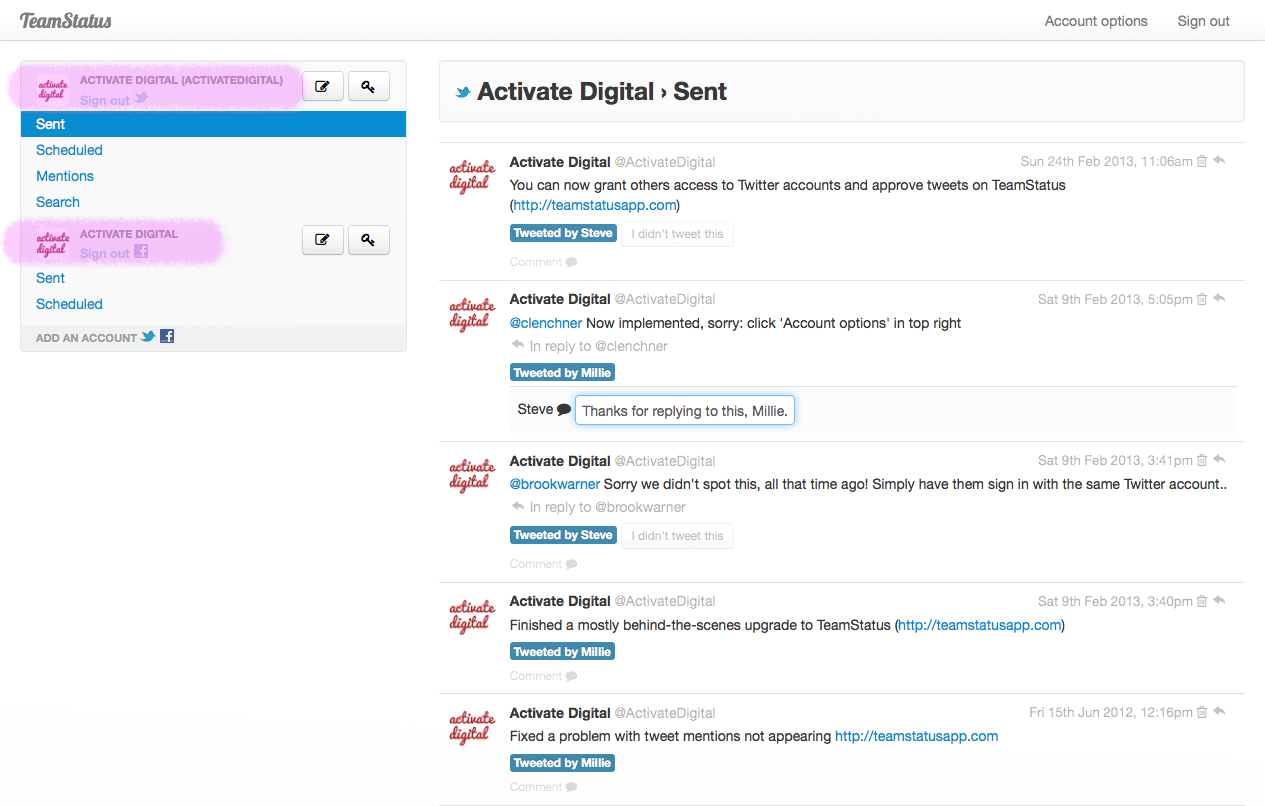 TeamStatus
Account options
Sign out
activate
digital
ACTIVATE DIGITAL (ACTIVATEDIGITAL)
Sign out
Sent
Scheduled
Mentions
Search
activate
digital
ACTIVATE DIGITAL
Sign out
Sent
Scheduled
ADD AN ACCOUNT
Activate Digital › Sent
activate
digital
Activate Digital @ActivateDigital
Sun 24th Feb 2013, 11:06am
You can now grant others access to Twitter accounts and approve tweets on TeamStatus
(http://teamstatusapp.com)
Tweeted by Steve
I didn't tweet this
Comment
activate
digital
Activate Digital @ActivateDigital
Sat 9th Feb 2013, 5:05pm
@clenchner Now implemented, sorry: click 'Account options' in top right
In reply to @clenchner
Tweeted by Millie
Steve
Thanks for replying to this, Millie.
activate
digital
Activate Digital @ActivateDigital
Sat 9th Feb 2013, 3:41pm
@brookwarner Sorry we didn't spot this, all that time ago! Simply have them sign in with the same Twitter account..
In reply to @brookwarner
Tweeted by Steve
I didn't tweet this
Comment
activate
digital
Activate Digital @ActivateDigital
Sat 9th Feb 2013, 3:40pm
Finished a mostly behind-the-scenes upgrade to TeamStatus (http://teamstatusapp.com)
Tweeted by Millie
Comment
activate
digital
Activate Digital @ActivateDigital
Fri 15th Jun 2012, 12:16pm
Fixed a problem with tweet mentions not appearing http://teamstatusapp.com
Tweeted by Millie
Comment